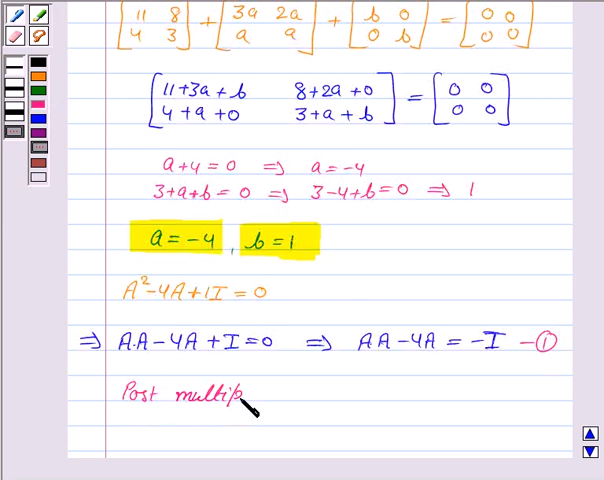 [11 8 4 3] + [3a 2a a a] + [b 0 0 b] = [0 0 0 0]
[11+3a+b 8+2a+0 4+a+0 3+a+b] = [0 0 0 0]
a+4=0 ⇒ a=-4
3+a+b=0 ⇒ 3-4+b=0 ⇒ 1
a=-4, b=1
A²-4A+1I=0
⇒ A.A-4A+I=0 ⇒ A.A-4A=-I -①
Post multip